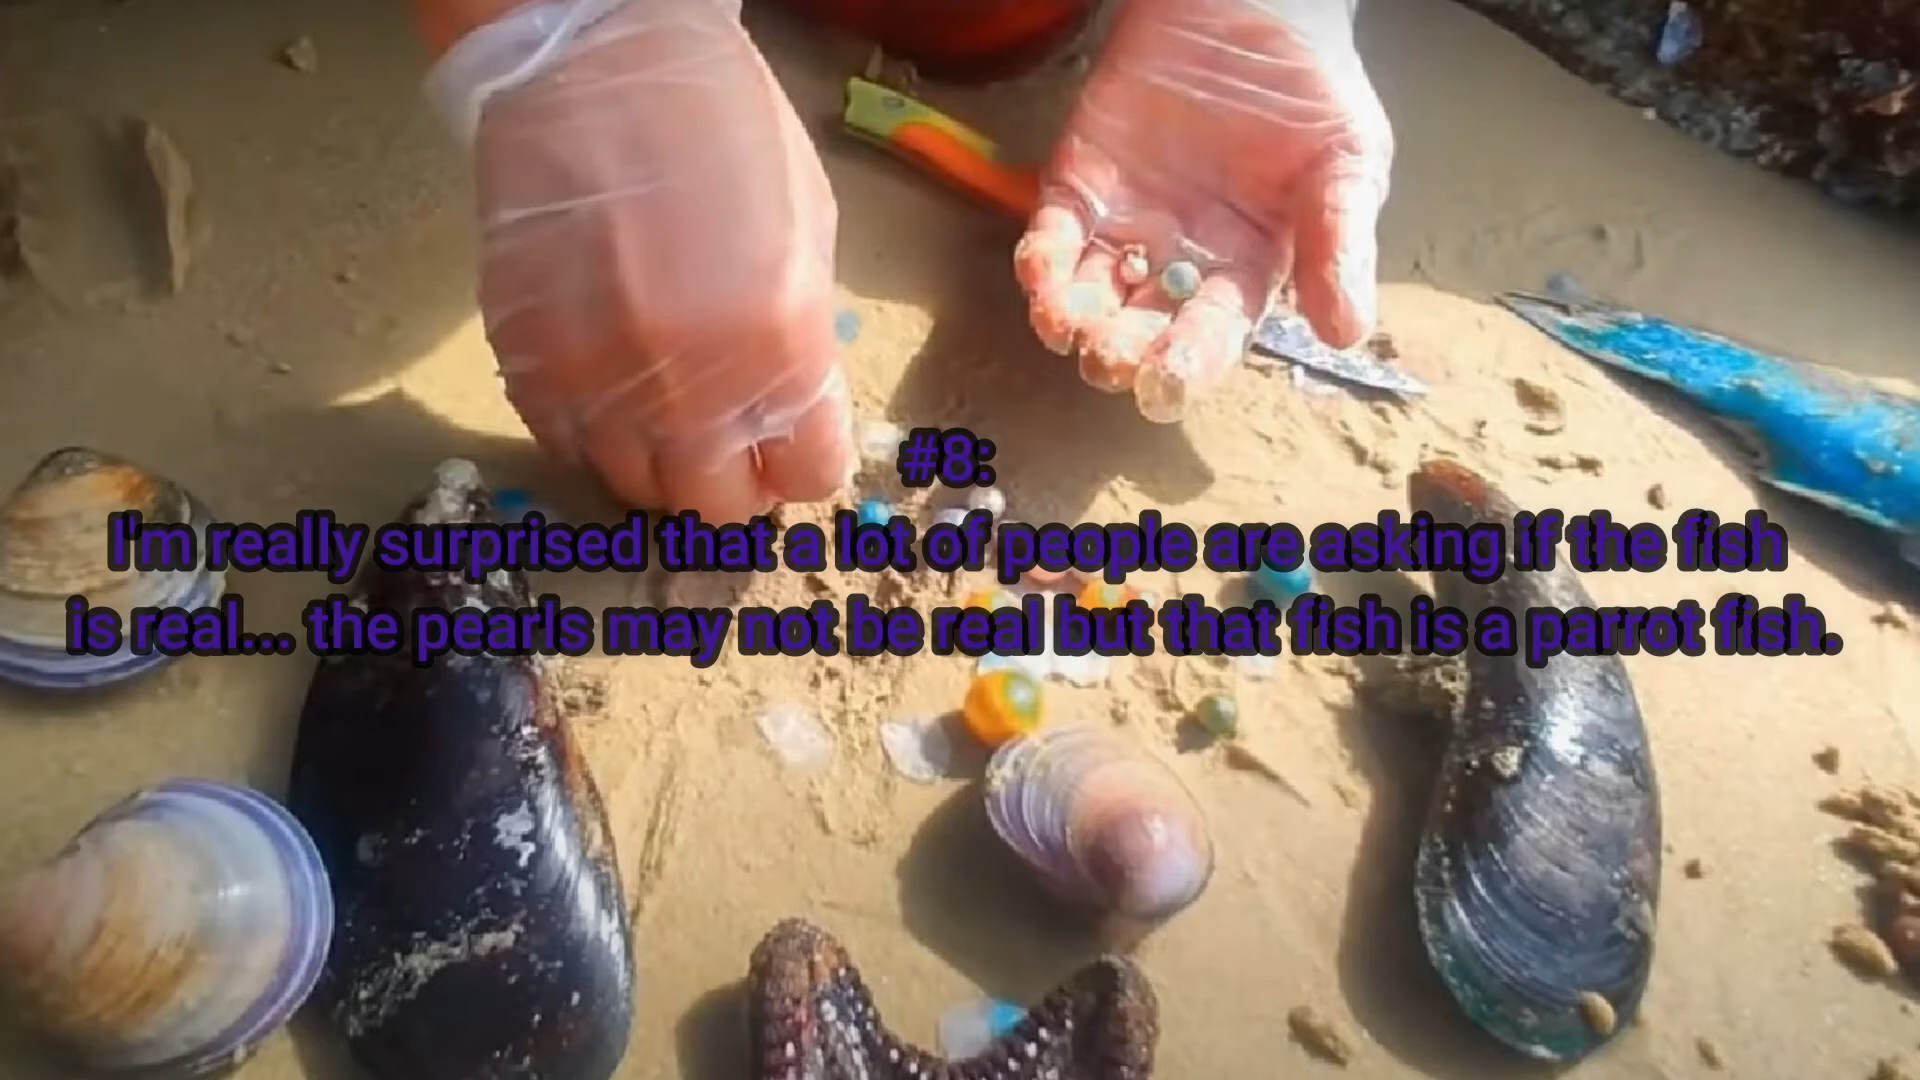 #8:
I'm really surprised that a lot of people are asking if the fish
is real... the pearls may not be real but that fish is a parrot fish.